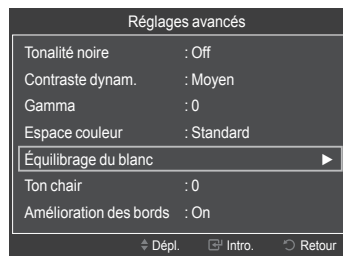 Réglages avancés
Tonalité noire : Off
Contraste dynam. : Moyen
Gamma : 0
Espace couleur : Standard
Équilibrage du blanc
Ton chair : 0
Amélioration des bords : On
Dépl. Intro. Retour